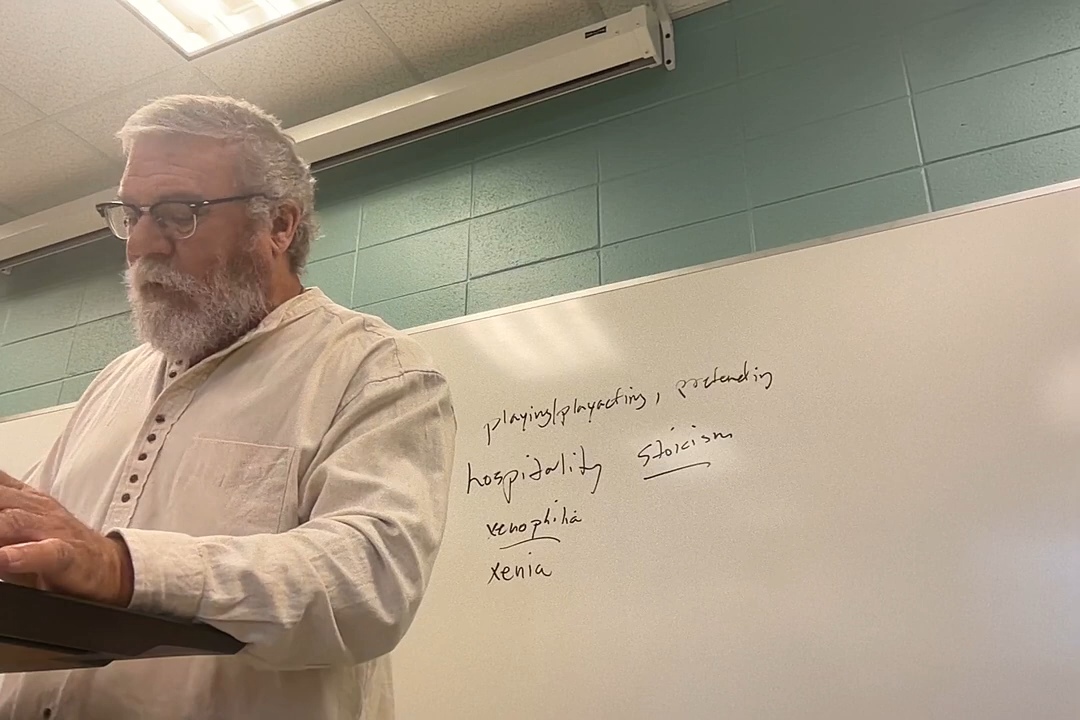 playing/playacting, pretending
hospitality stoicism
xenophilia
xenia